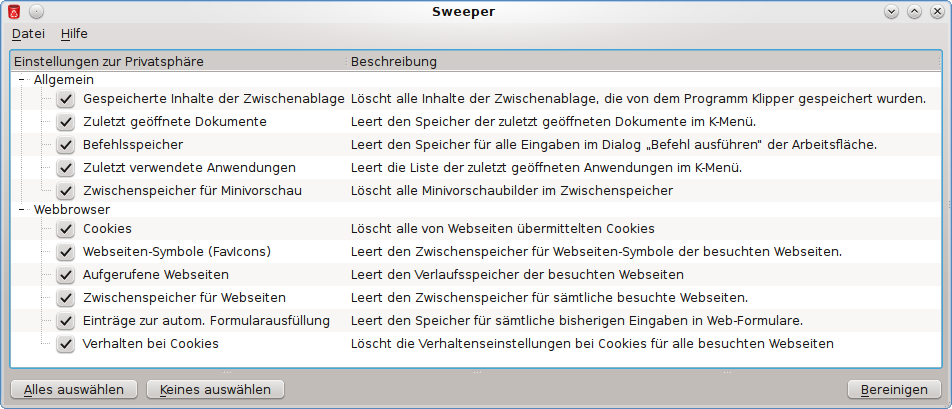 Sweeper
Datei Hilfe
Einstellungen zur Privatsphäre Beschreibung
Allgemein
Gespeicherte Inhalte der Zwischenablage Löscht alle Inhalte der Zwischenablage, die von dem Programm Klipper gespeichert wurden.
Zuletzt geöffnete Dokumente Leert den Speicher der zuletzt geöffneten Dokumente im K-Menü.
Befehlsspeicher Leert den Speicher für alle Eingaben im Dialog „Befehl ausführen“ der Arbeitsfläche.
Zuletzt verwendete Anwendungen Leert die Liste der zuletzt geöffneten Anwendungen im K-Menü.
Zwischenspeicher für Minivorschau Löscht alle Minivorschaubilder im Zwischenspeicher
Webbrowser
Cookies Löscht alle von Webseiten übermittelten Cookies
Webseiten-Symbole (Favicons) Leert den Zwischenspeicher für Webseiten-Symbole der besuchten Webseiten.
Aufgerufene Webseiten Leert den Verlaufsspeicher der besuchten Webseiten
Zwischenspeicher für Webseiten Leert den Zwischenspeicher für sämtliche besuchte Webseiten.
Einträge zur autom. Formularausfüllung Leert den Speicher für sämtliche bisherigen Eingaben in Web-Formulare.
Verhalten bei Cookies Löscht die Verhaltenseinstellungen bei Cookies für alle besuchten Webseiten
Alles auswählen Keines auswählen Bereinigen